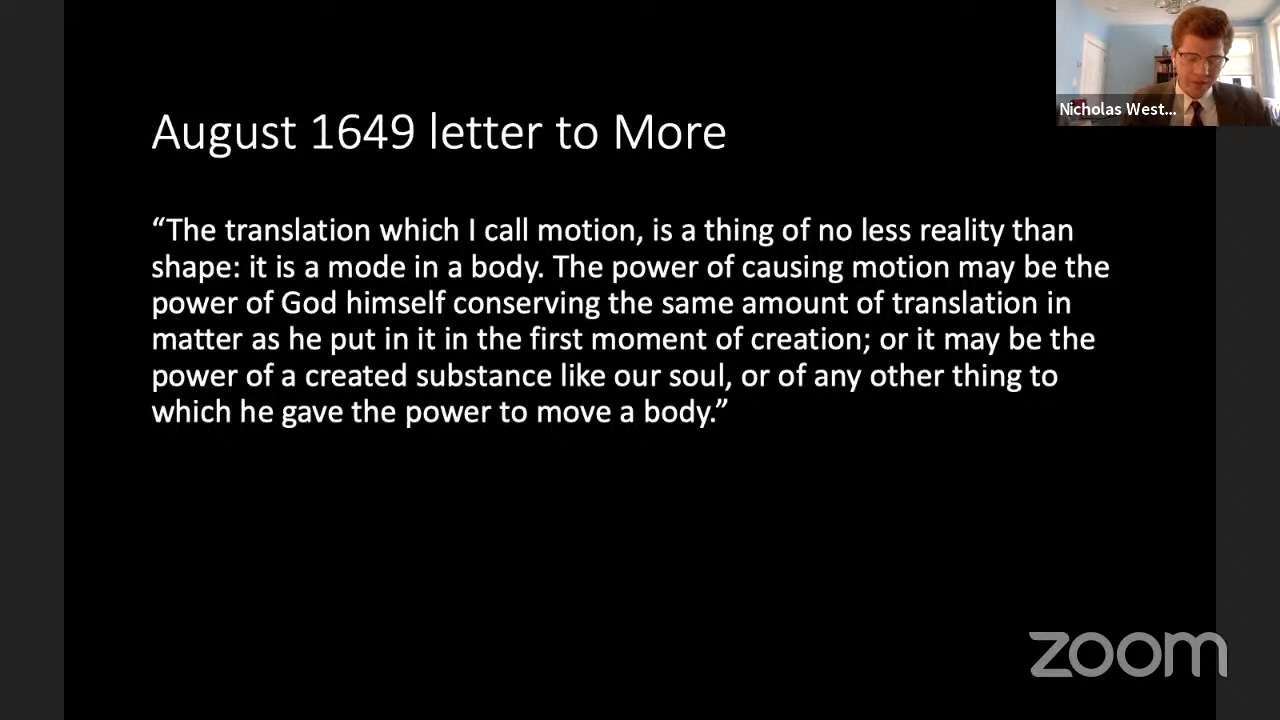 Nicholas West...
August 1649 letter to More
“The translation which I call motion, is a thing of no less reality than
shape: it is a mode in a body. The power of causing motion may be the
power of God himself conserving the same amount of translation in
matter as he put in it in the first moment of creation; or it may be the
power of a created substance like our soul, or of any other thing to
which he gave the power to move a body.”
zoom